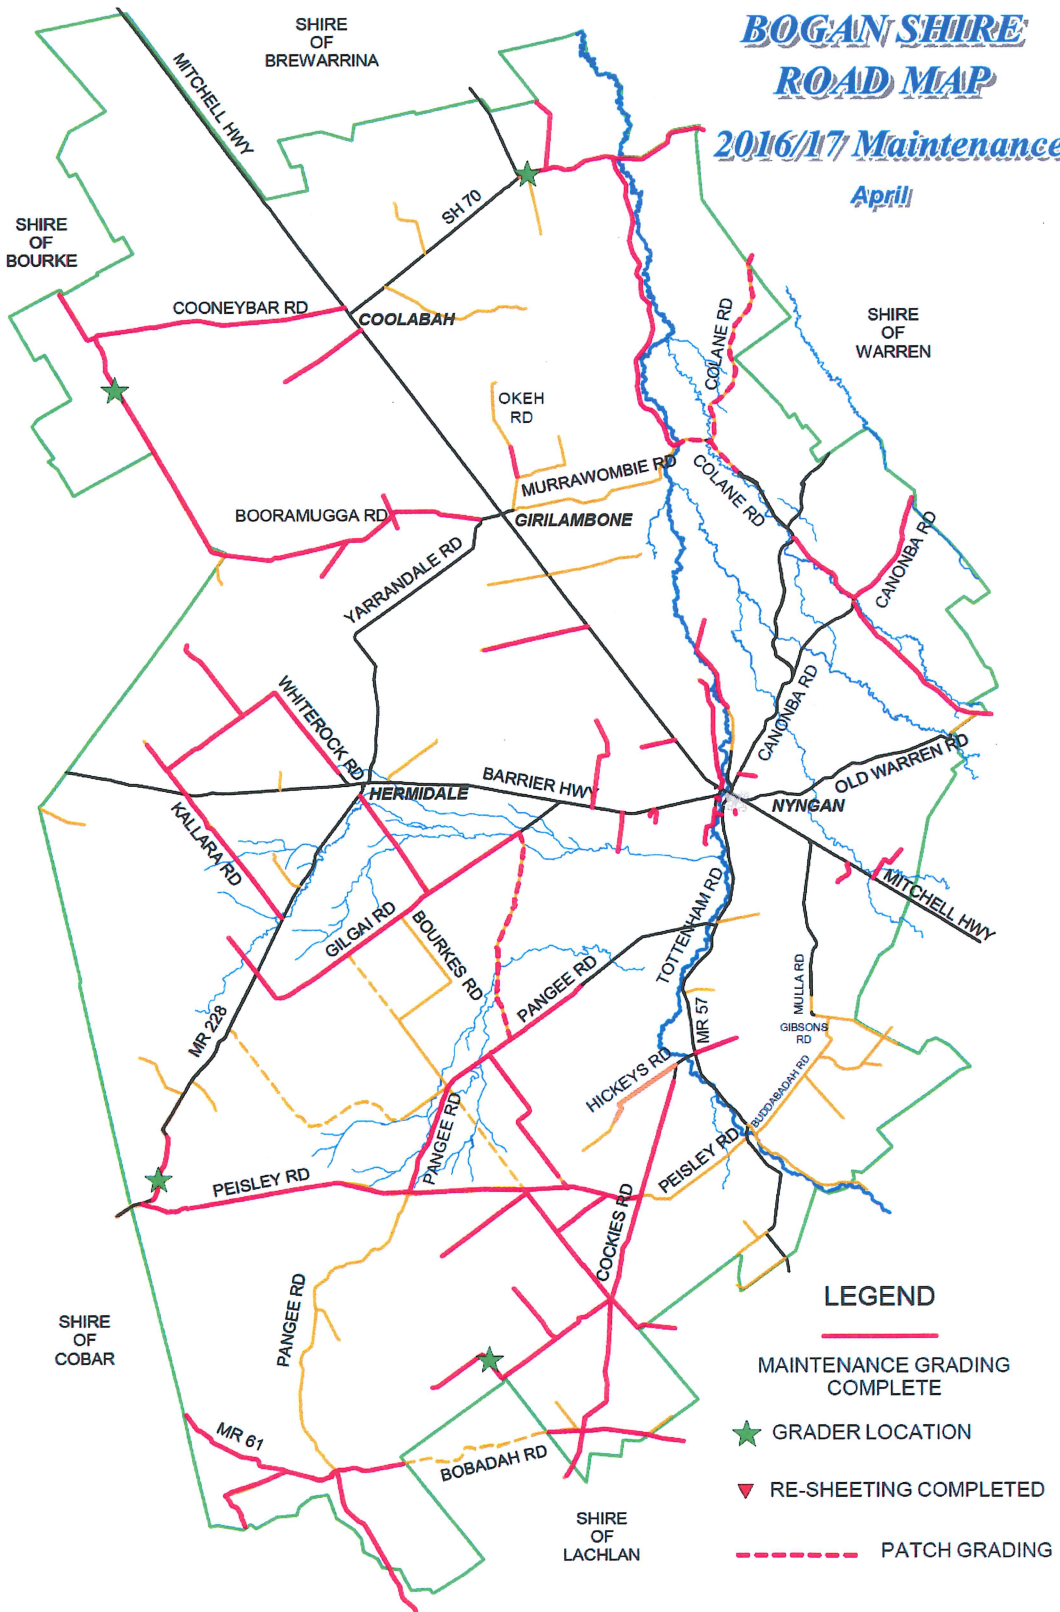 BOGAN SHIRE
ROAD MAP
2016/17 Maintenance
April
SHIRE
OF
BREWARRINA
MITCHELL HWY
SH 70
SHIRE
OF
BOURKE
COONEYBAR RD
COOLABAH
COLANE RD
SHIRE
OF
WARREN
OKEH
RD
MURRAWOMBIE RD
COLANE RD
BOORAMUGGA RD
GIRILAMBONE
CANONBA RD
YARRANDALE RD
WHITEROCK RD
CANONBA RD
OLD WARREN RD
BARRIER HWY
HERMIDALE
NYNGAN
KALLARA RD
MITCHELL HWY
GILGAI RD
BOURKES RD
TOTTENHAM RD
PANGEE RD
MULLA RD
MR 228
MR 57
GIBSONS
RD
HICKEYS RD
BUDDABADAH RD
PANGEE RD
PEISLEY RD
PEISLEY RD
COCKIES RD
PANGEE RD
SHIRE
OF
COBAR
MR 61
BOBADAH RD
SHIRE
OF
LACHLAN
LEGEND
MAINTENANCE GRADING
COMPLETE
GRADER LOCATION
RE-SHEETING COMPLETED
PATCH GRADING